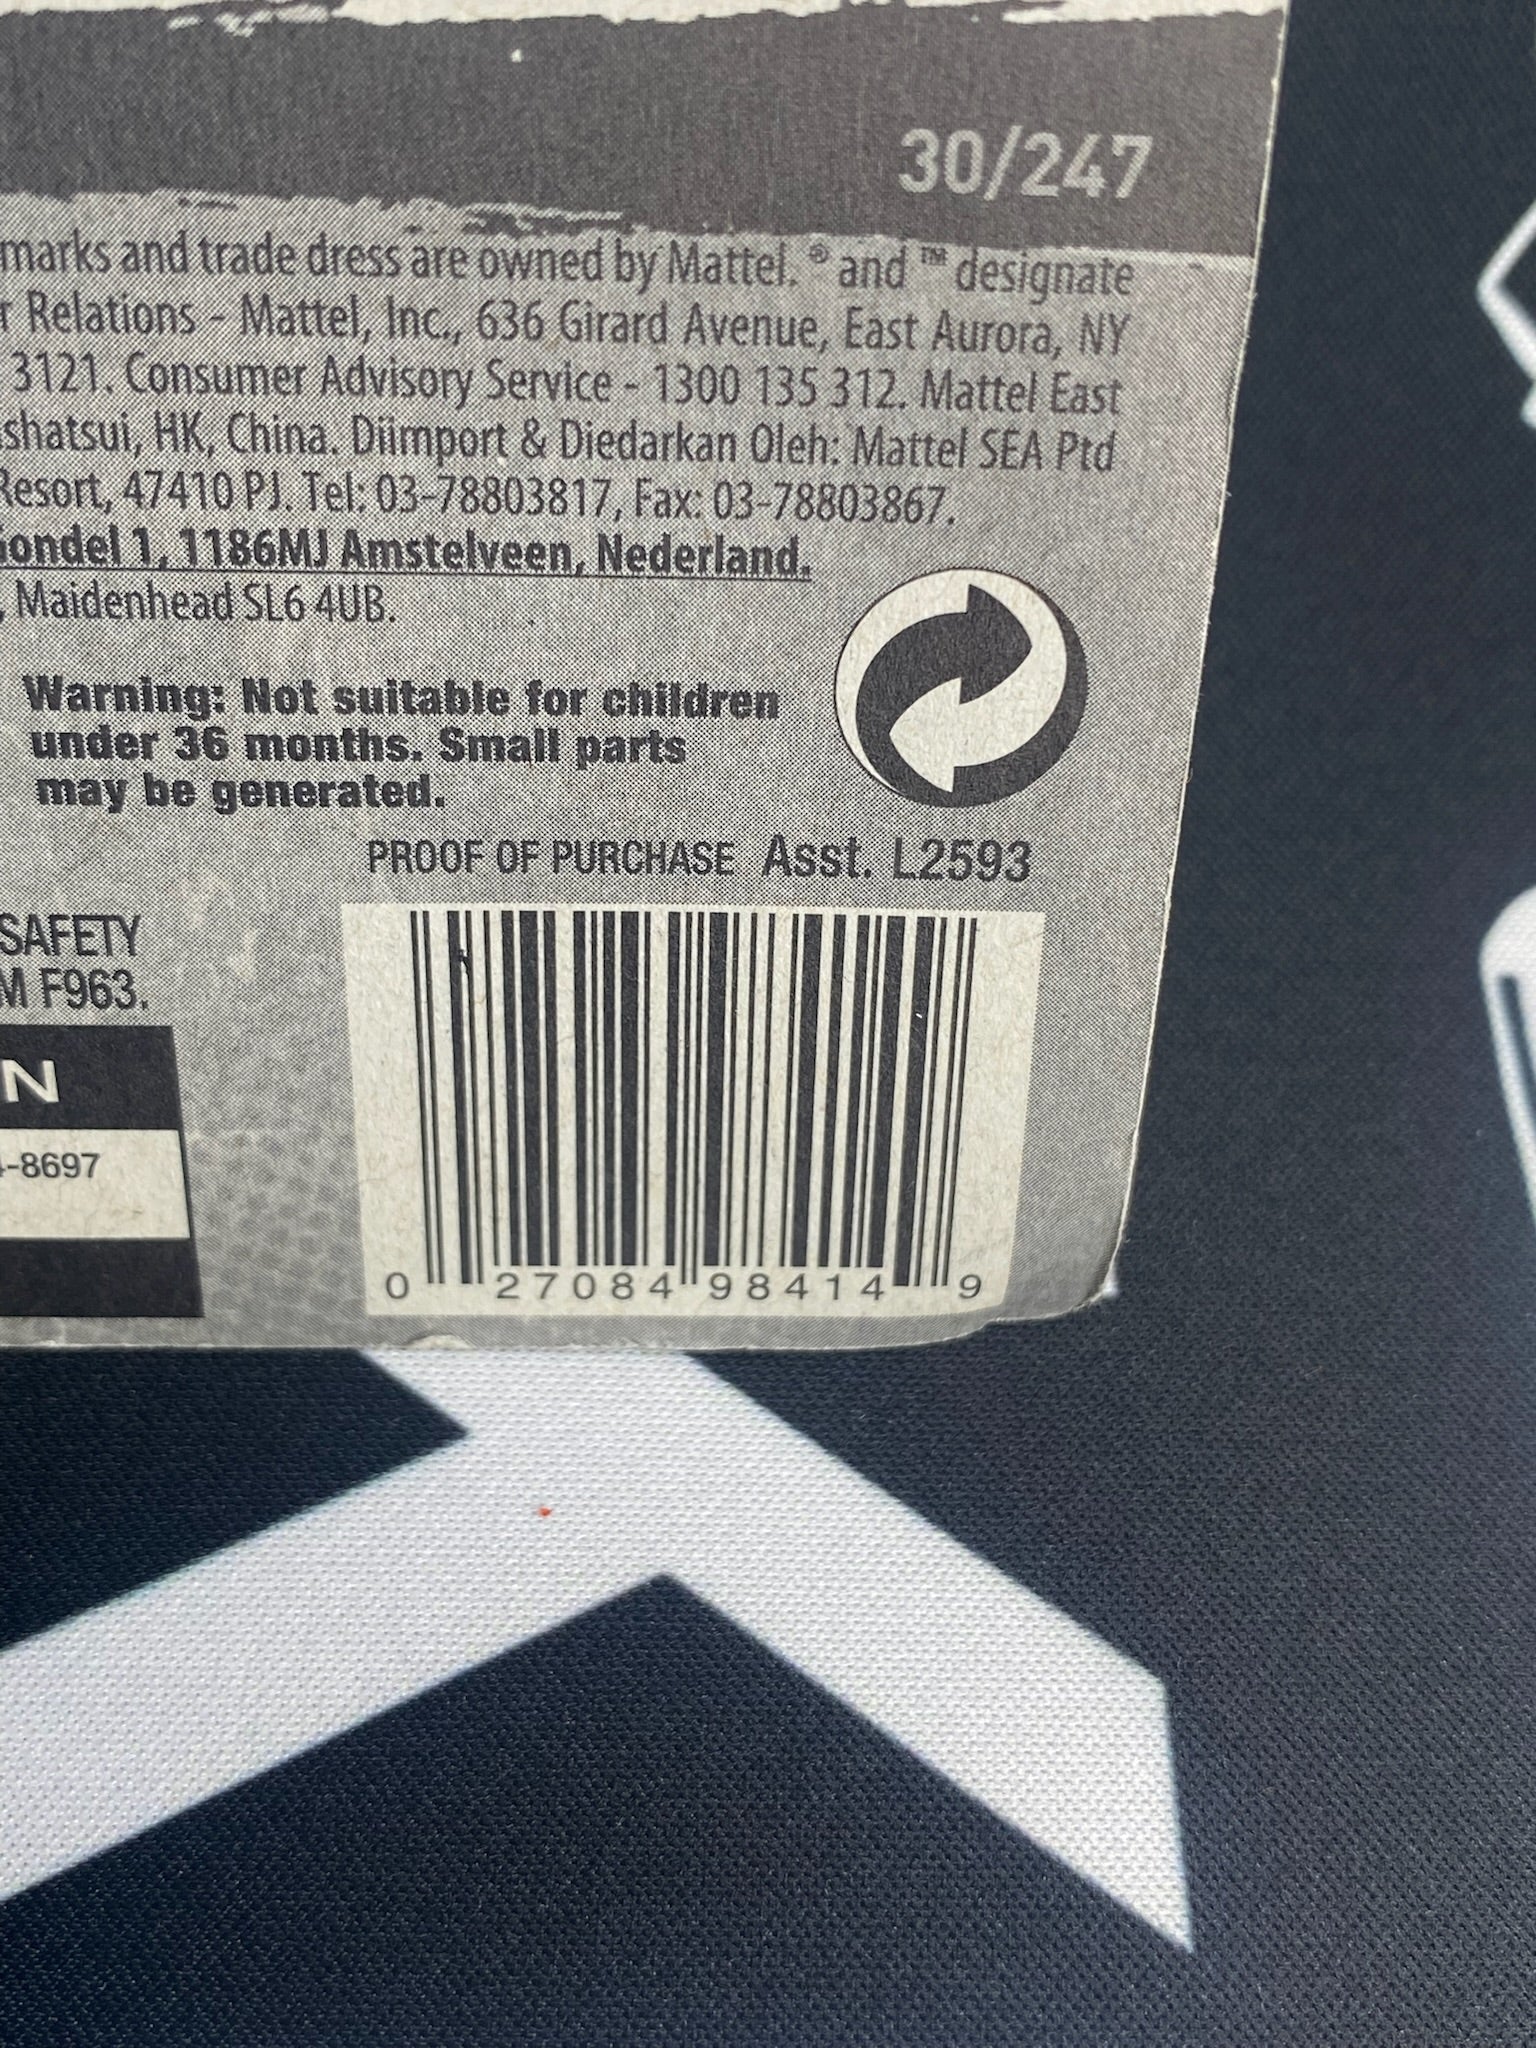 30/247
marks and trade dress are owned by Mattel. ® and ™ designate
r Relations - Mattel, Inc., 636 Girard Avenue, East Aurora, NY
3121. Consumer Advisory Service - 1300 135 312. Mattel East
shatsui, HK, China. Diimport & Diedarkan Oleh: Mattel SEA Ptd
Resort, 47410 PJ. Tel: 03-78803817, Fax: 03-78803867.
Gondel 1, 1186MJ Amstelveen, Nederland.
, Maidenhead SL6 4UB.
Warning: Not suitable for children
under 36 months. Small parts
may be generated.
PROOF OF PURCHASE Asst. L2593
SAFETY
M F963.
N
-8697
0 27084 98414 9